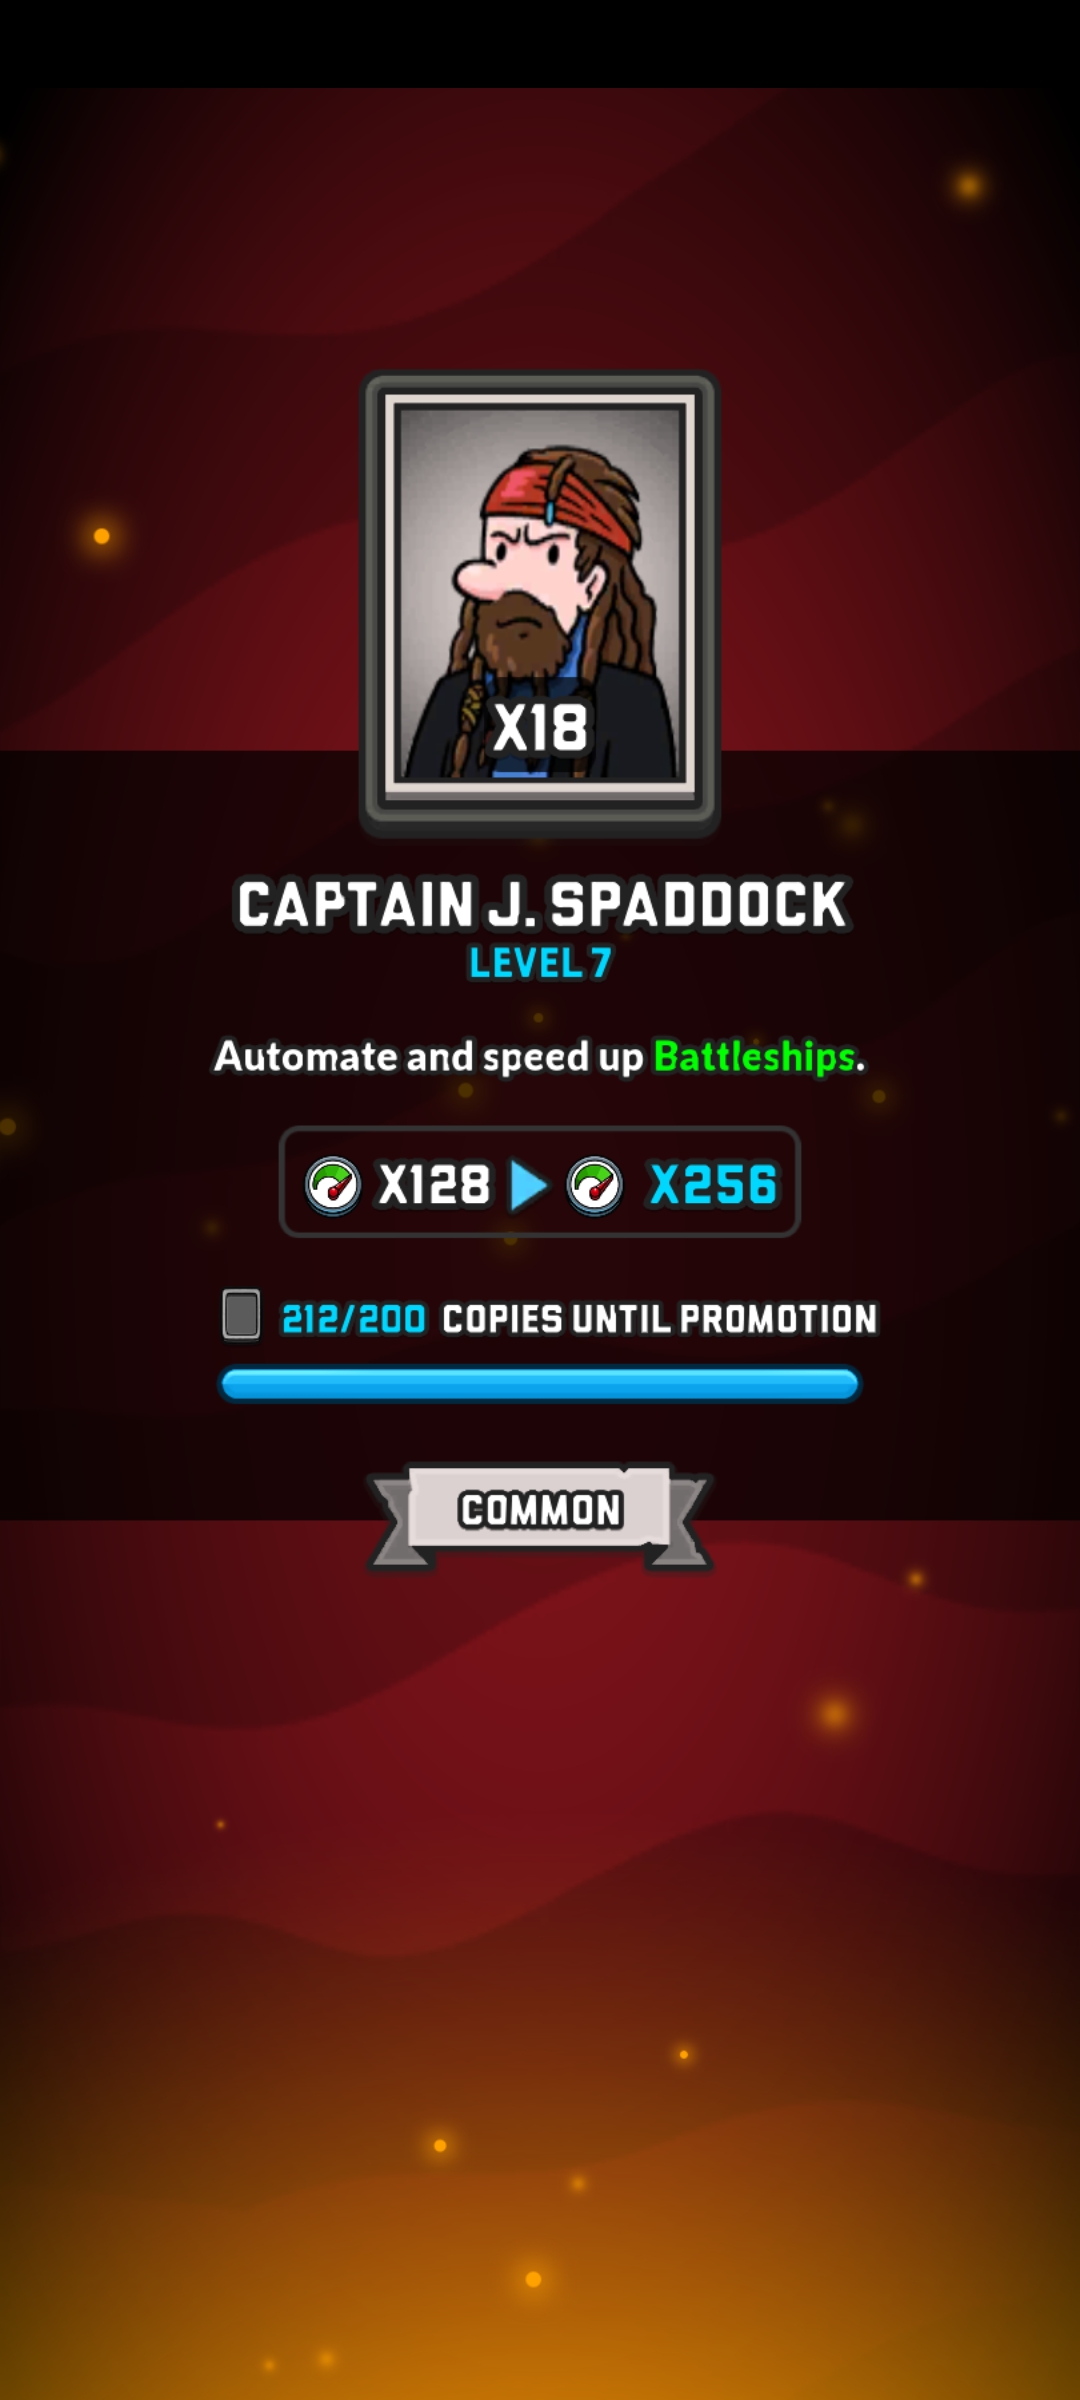 X18
CAPTAIN J. SPADDOCK
LEVEL 7
Automate and speed up Battleships.
X128 X256
212/200 COPIES UNTIL PROMOTION
COMMON